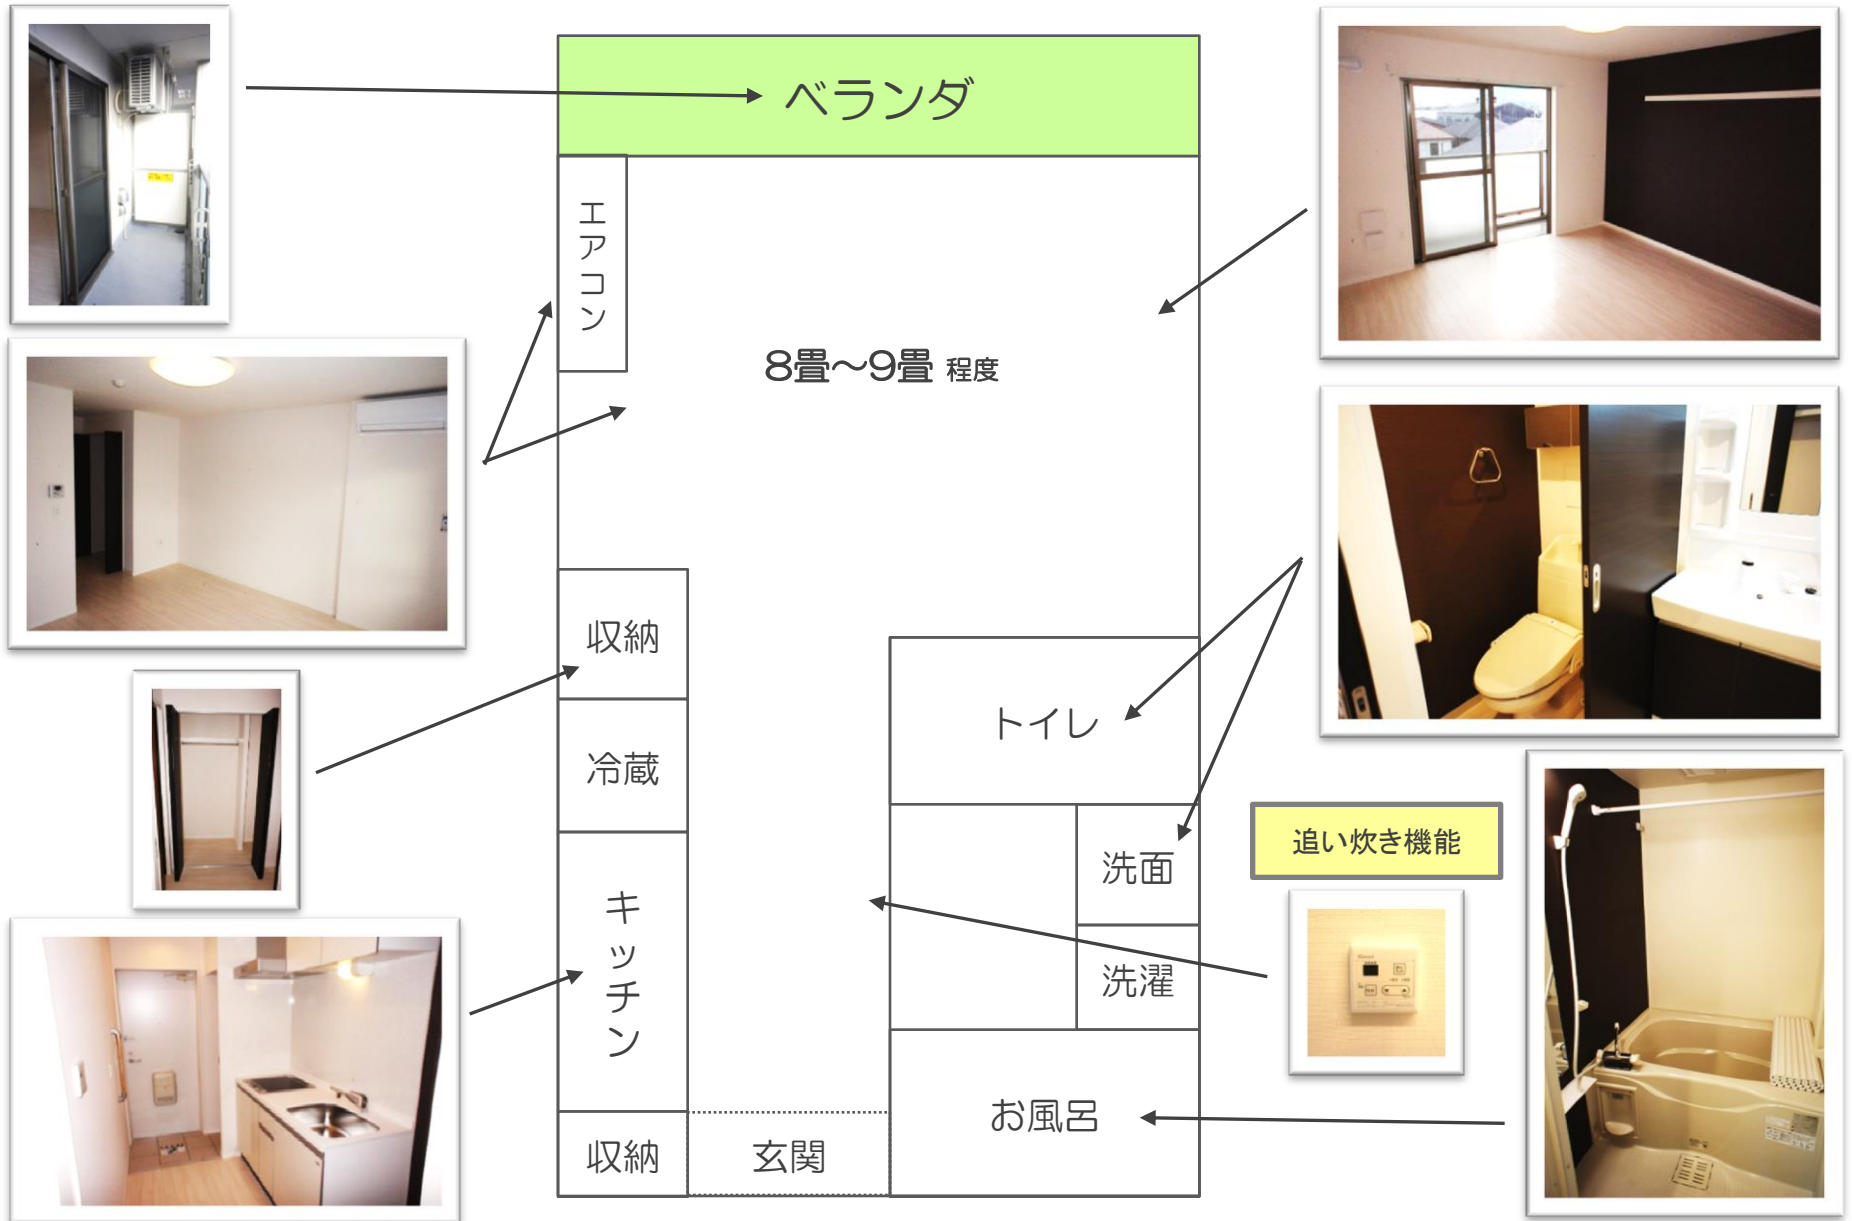 ベランダ
エアコン
8畳～9畳 程度
収納
トイレ
冷蔵
洗面
追い炊き機能
キッチン
洗濯
お風呂
収納
玄関